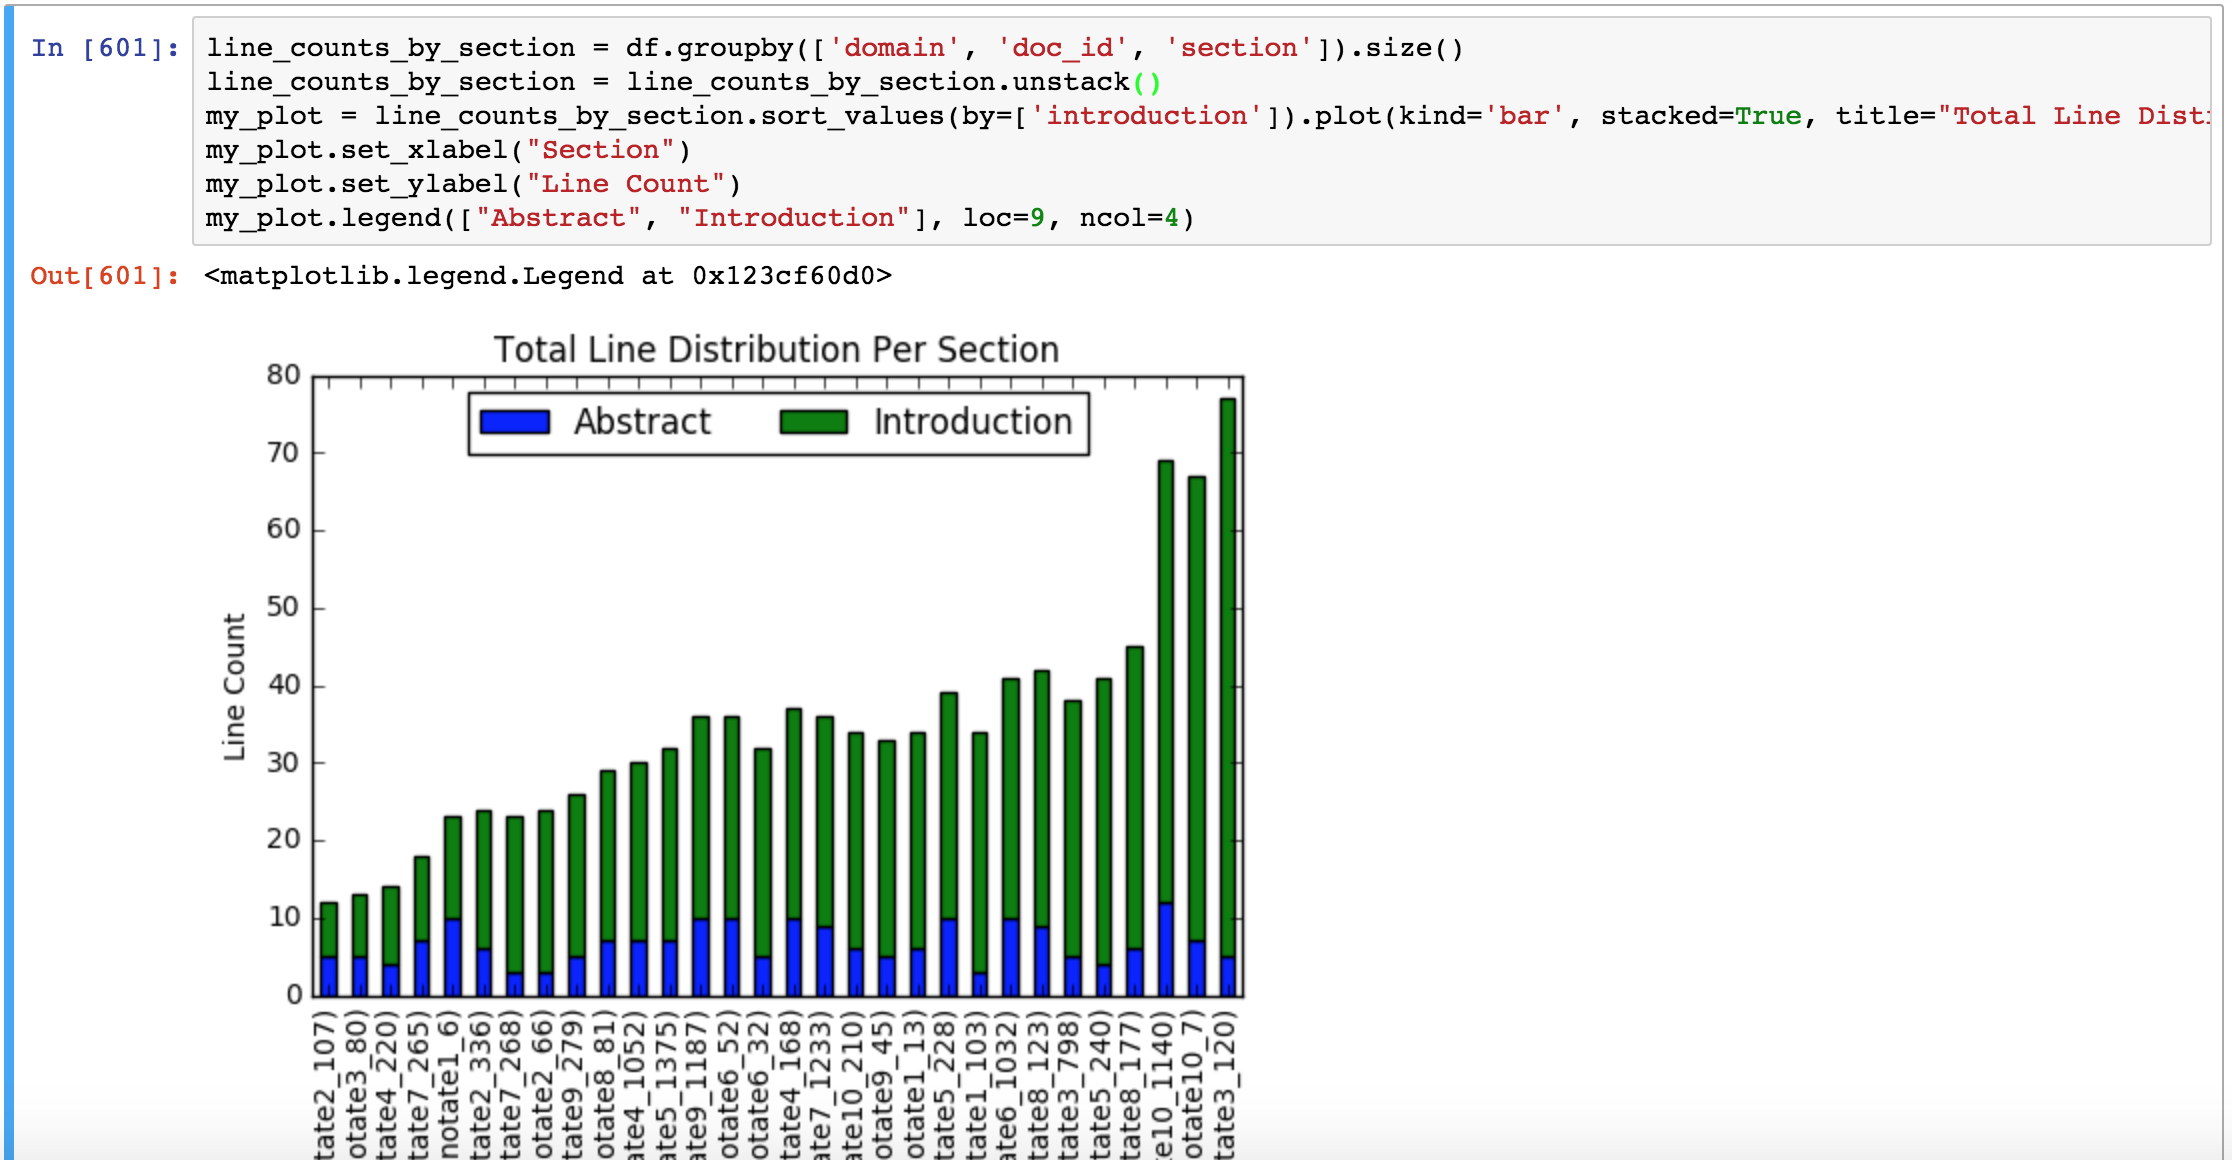 In [601]: line_counts_by_section = df.groupby(['domain', 'doc_id', 'section']).size()
line_counts_by_section = line_counts_by_section.unstack()
my_plot = line_counts_by_section.sort_values(by=['introduction']).plot(kind='bar', stacked=True, title="Total Line Dist
my_plot.set_xlabel("Section")
my_plot.set_ylabel("Line Count")
my_plot.legend(["Abstract", "Introduction"], loc=9, ncol=4)
Out[601]: <matplotlib.legend.Legend at 0x123cf60d0>
Total Line Distribution Per Section
Abstract Introduction
80
70
60
50
40
30
20
10
0
Line Count
tate2_107)
otate3_80)
tate4_220)
tate7_265)
notate1_6)
tate2_336)
tate7_268)
otate2_66)
tate9_279)
otate8_81)
ate4_1052)
ate5_1375)
ate9_1187)
otate6_52)
otate6_32)
tate4_168)
ate7_1233)
ate10_210)
otate9_45)
otate1_13)
tate5_228)
tate1_103)
ate6_1032)
tate8_123)
tate3_798)
tate5_240)
tate8_177)
e10_1140)
otate10_7)
tate3_120)